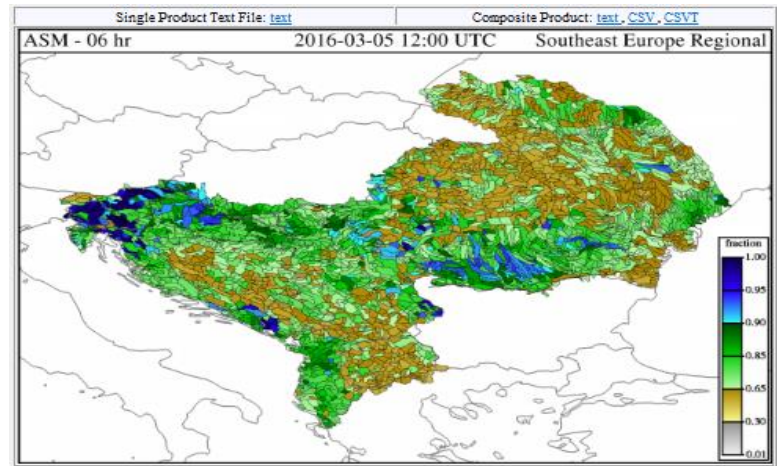 Single Product Text File: text
Composite Product: text , CSV , CSVT
ASM - 06 hr 2016-03-05 12:00 UTC Southeast Europe Regional
fraction
1.00
0.95
0.90
0.85
0.65
0.30
0.01